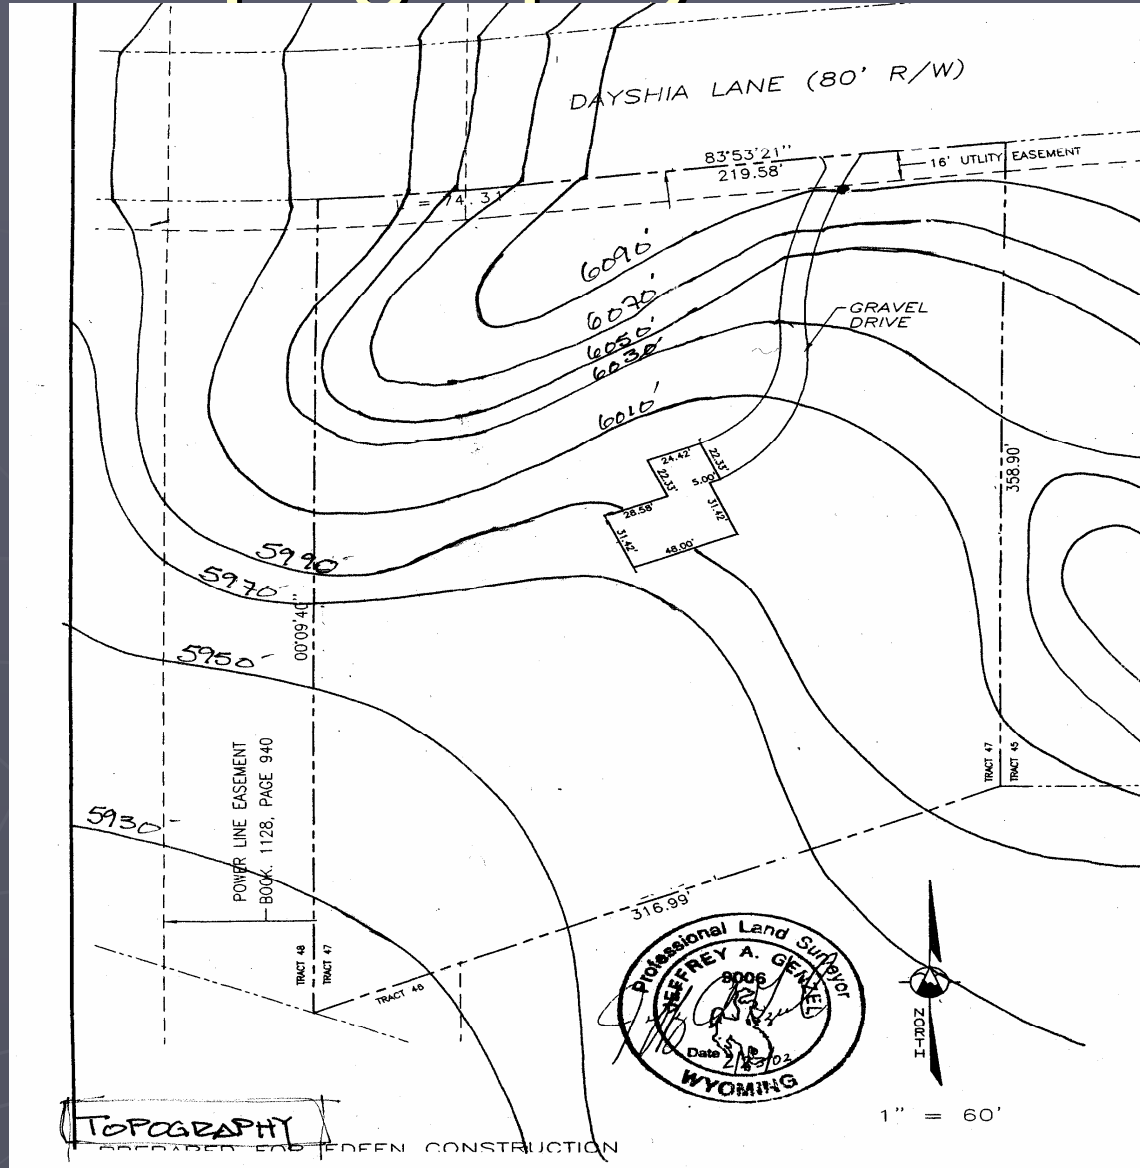 DAYSHIA LANE (80' R/W)
83°53'21"
219.58'
16' UTLITY EASEMENT
L = 74.31
6090'
6070'
6050'
6030'
6010'
GRAVEL
DRIVE
24.42'
22.33'
22.33'
5.00'
28.58'
31.42'
31.42'
48.00'
358.90'
5990'
5970'
00°09'40"
5950'
5930'
POWER LINE EASEMENT
BOOK. 1128, PAGE 940
TRACT 47
TRACT 45
316.99'
TRACT 48
TRACT 47
TRACT 46
Professional Land Surveyor
JEFFREY A. GENZEL
9006
Date
WYOMING
NORTH
1" = 60'
TOPOGRAPHY
PREPARED FOR EDEEN CONSTRUCTION